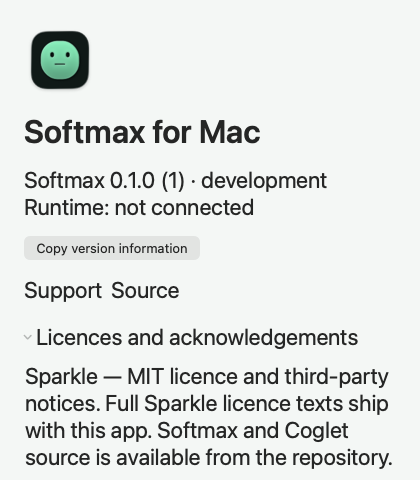 Softmax for Mac
Softmax 0.1.0 (1) · development
Runtime: not connected
Copy version information
Support Source
Licences and acknowledgements
Sparkle — MIT licence and third-party
notices. Full Sparkle licence texts ship
with this app. Softmax and Coglet
source is available from the repository.